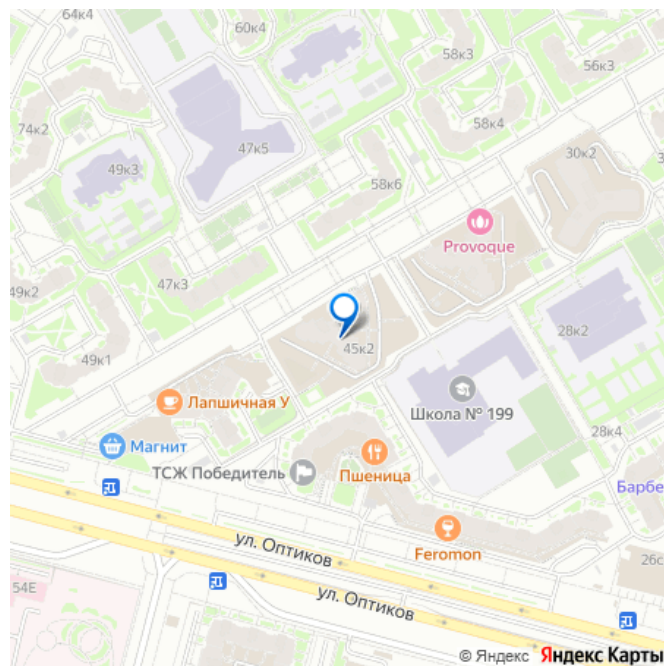 64к4
60к4
58к3
56к3
74к2
47к5
58к4
49к3
30к2
58к6
Provoque
47к3
49к2
28к2
45к2
49к1
Школа № 199
Лапшичная У
28к4
Магнит
ТСЖ Победитель
Пшеница
Барбе
ул. Оптиков
Feromon
26с
54Е
ул. Оптиков
© Яндекс Яндекс Карты